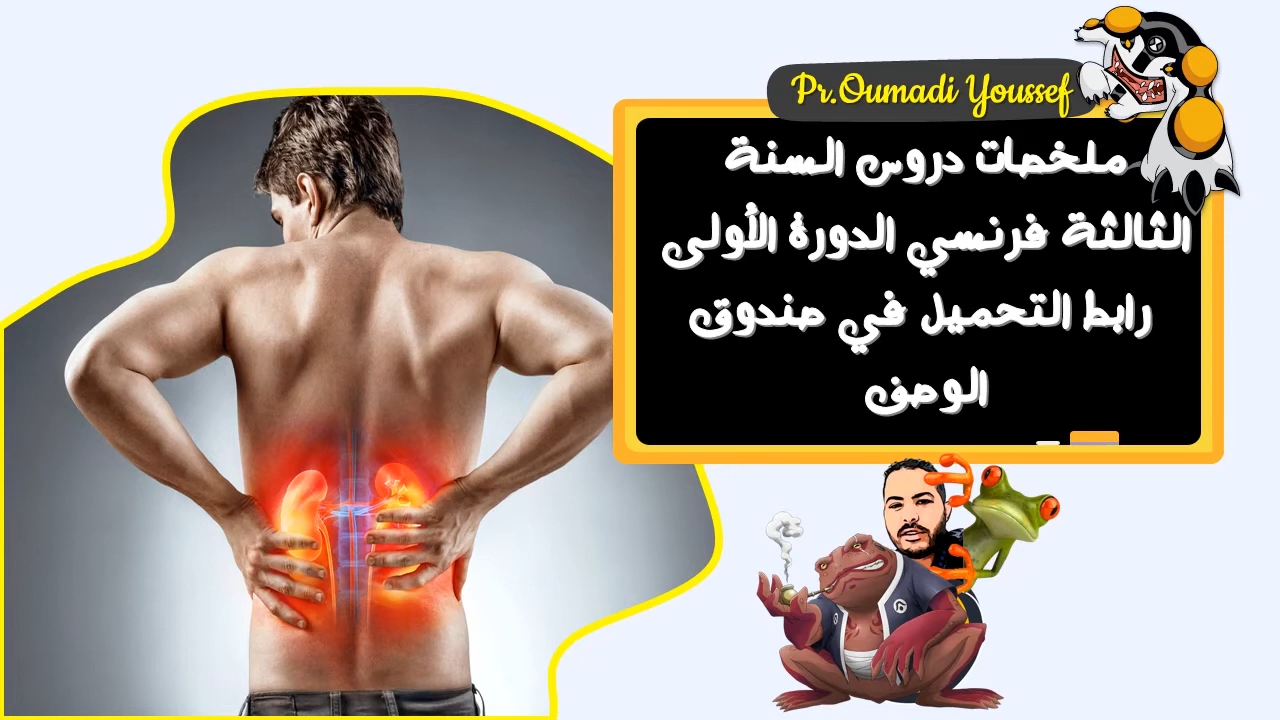 Pr.Oumadi Youssef
ملخصات دروس السنة
الثالثة فرنسي الدورة الأولى
رابط التحميل في صندوق
الوصف